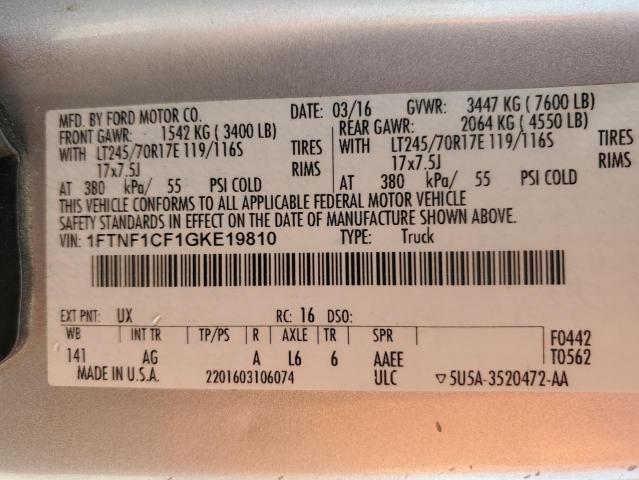 MFD. BY FORD MOTOR CO. DATE: 03/16 GVWR: 3447 KG ( 7600 LB)
FRONT GAWR: 1542 KG ( 3400 LB) REAR GAWR: 2064 KG ( 4550 LB)
WITH LT245/70R17E 119/116S TIRES WITH LT245/70R17E 119/116S TIRES
17x7.5J RIMS 17x7.5J RIMS
AT 380 kPa/ 55 PSI COLD AT 380 kPa/ 55 PSI COLD
THIS VEHICLE CONFORMS TO ALL APPLICABLE FEDERAL MOTOR VEHICLE
SAFETY STANDARDS IN EFFECT ON THE DATE OF MANUFACTURE SHOWN ABOVE.
VIN: 1FTNF1CF1GKE19810 TYPE: Truck
EXT PNT: UX RC: 16 DSO:
WB INT TR TP/PS R AXLE TR SPR F0442
141 AG A L6 6 AAEE T0562
MADE IN U.S.A. 2201603106074 ULC ▽5U5A-3520472-AA